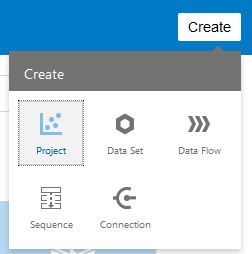 Create
Create
Project
Data Set
Data Flow
Sequence
Connection